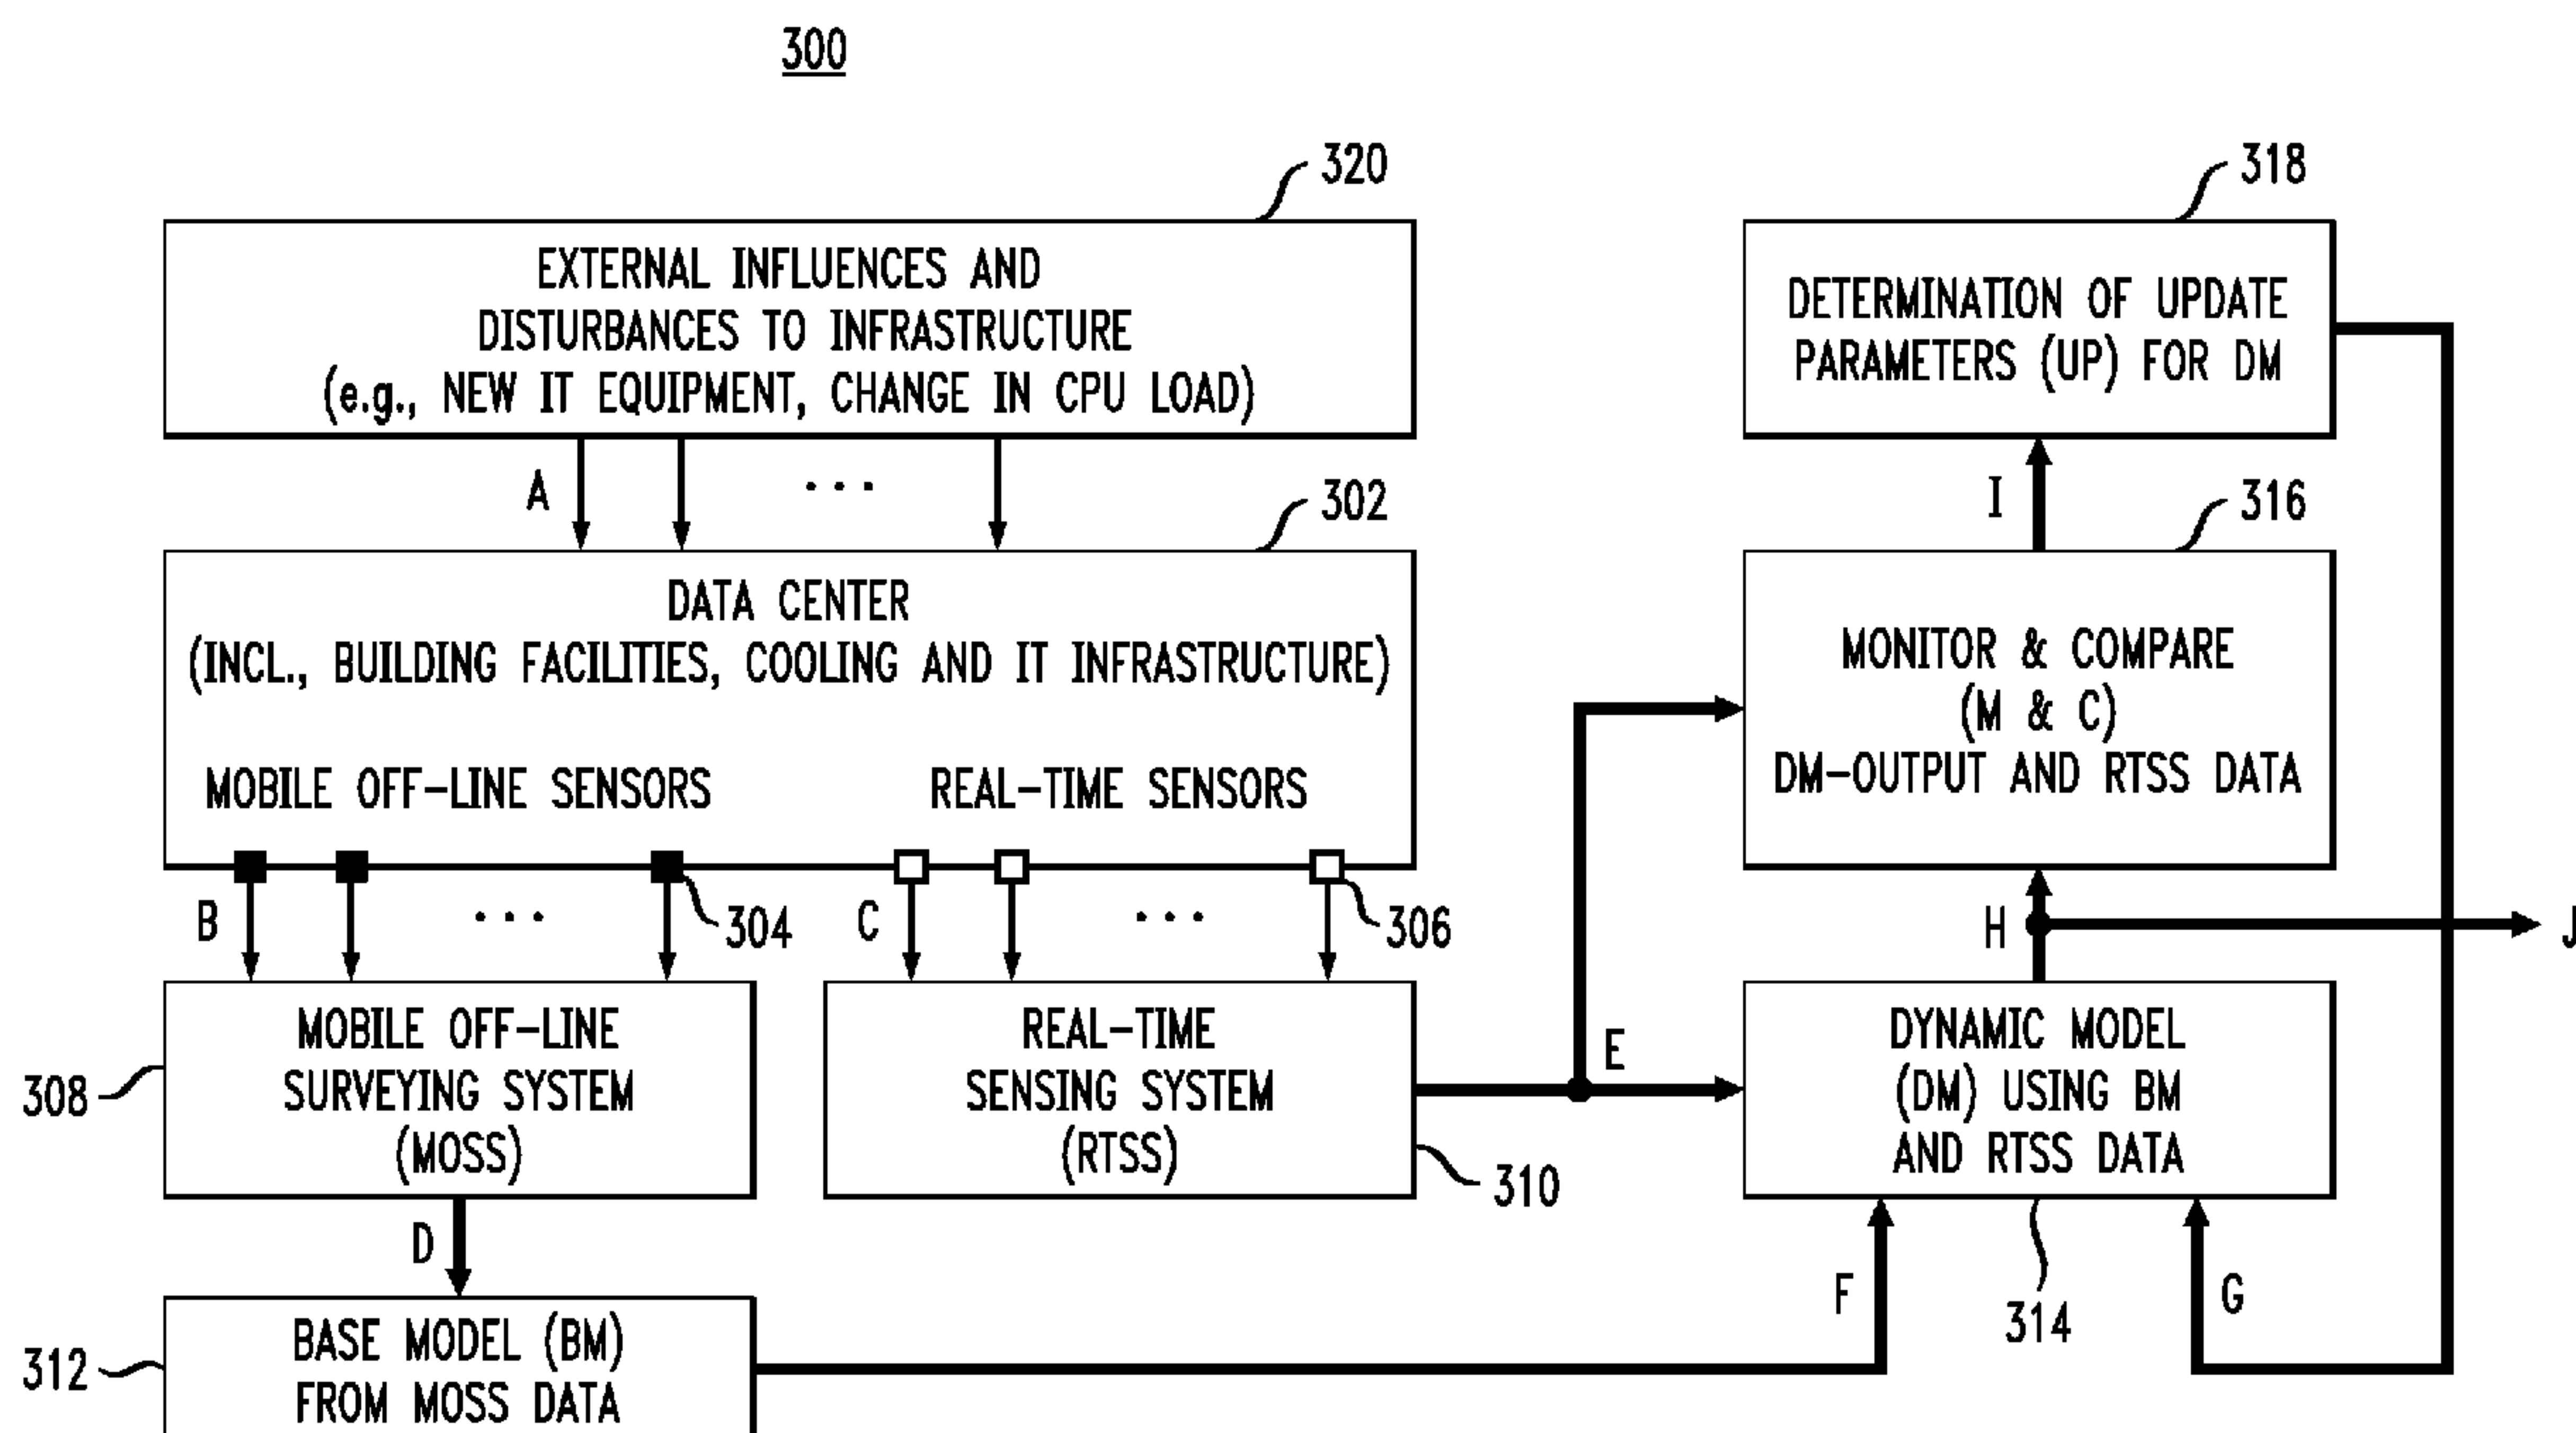 300
320
EXTERNAL INFLUENCES AND
DISTURBANCES TO INFRASTRUCTURE
(e.g., NEW IT EQUIPMENT, CHANGE IN CPU LOAD)
318
DETERMINATION OF UPDATE
PARAMETERS (UP) FOR DM
A
...
I
302
DATA CENTER
(INCL., BUILDING FACILITIES, COOLING AND IT INFRASTRUCTURE)
MOBILE OFF-LINE SENSORS
REAL-TIME SENSORS
316
MONITOR & COMPARE
(M & C)
DM-OUTPUT AND RTSS DATA
B
...
304
C
...
306
H
J
308
MOBILE OFF-LINE
SURVEYING SYSTEM
(MOSS)
REAL-TIME
SENSING SYSTEM
(RTSS)
310
E
DYNAMIC MODEL
(DM) USING BM
AND RTSS DATA
314
D
F
G
312
BASE MODEL (BM)
FROM MOSS DATA